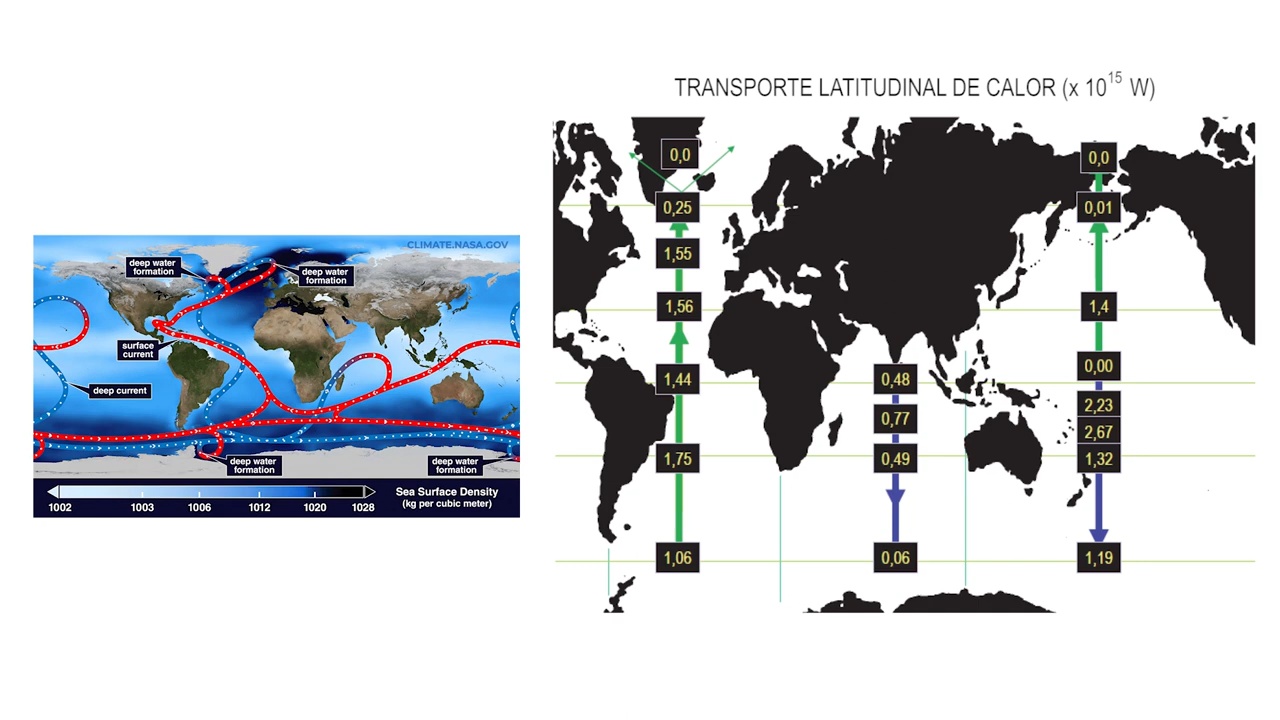 CLIMATE.NASA.GOV
deep water
formation
deep water
formation
surface
current
deep current
deep water
formation
deep water
formation
Sea Surface Density
(kg per cubic meter)
1002 1003 1006 1012 1020 1028
TRANSPORTE LATITUDINAL DE CALOR (x 10¹⁵ W)
0,0
0,25
1,55
1,56
1,44
1,75
1,06
0,48
0,77
0,49
0,06
0,0
0,01
1,4
0,00
2,23
2,67
1,32
1,19